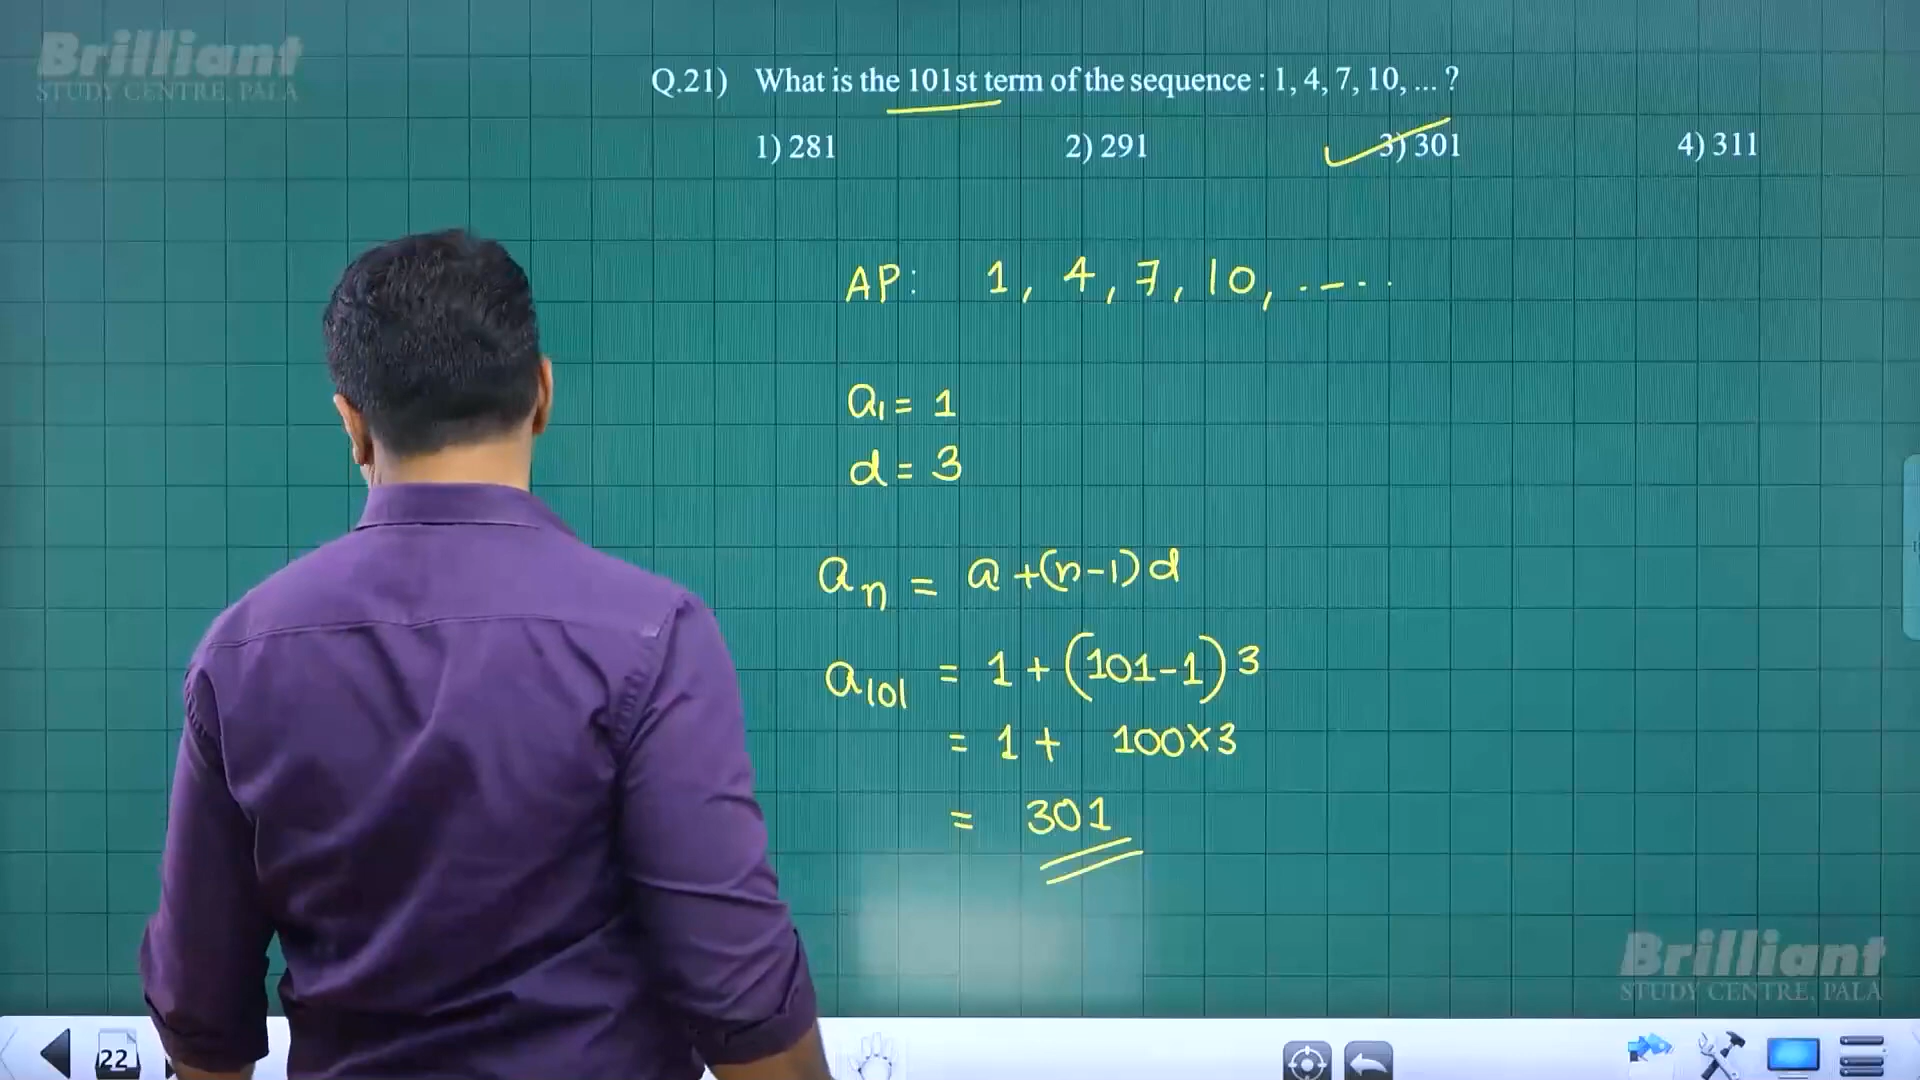 Brilliant
STUDY CENTRE, PALA
Q.21) What is the 101st term of the sequence : 1, 4, 7, 10, ... ?
1) 281 2) 291 3) 301 4) 311
AP: 1, 4, 7, 10, .-..
a₁ = 1
d = 3
aₙ = a + (n-1)d
a₁₀₁ = 1 + (101-1) 3
= 1 + 100×3
= 301
Brilliant
STUDY CENTRE, PALA
22